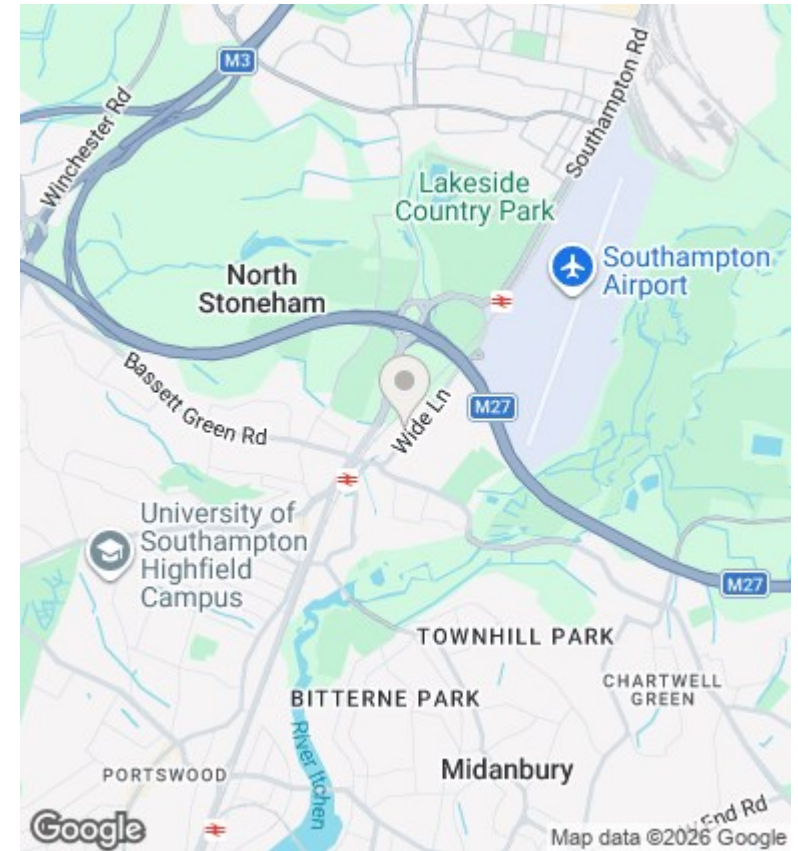 M3
Winchester Rd
Southampton Rd
Lakeside
Country Park
Southampton
Airport
North
Stoneham
Bassett Green Rd
Wide Ln
M27
University of
Southampton
Highfield
Campus
M27
TOWNHILL PARK
CHARTWELL
GREEN
BITTERNE PARK
River Itchen
PORTSWOOD
Midanbury
End Rd
Google
Map data ©2026 Google